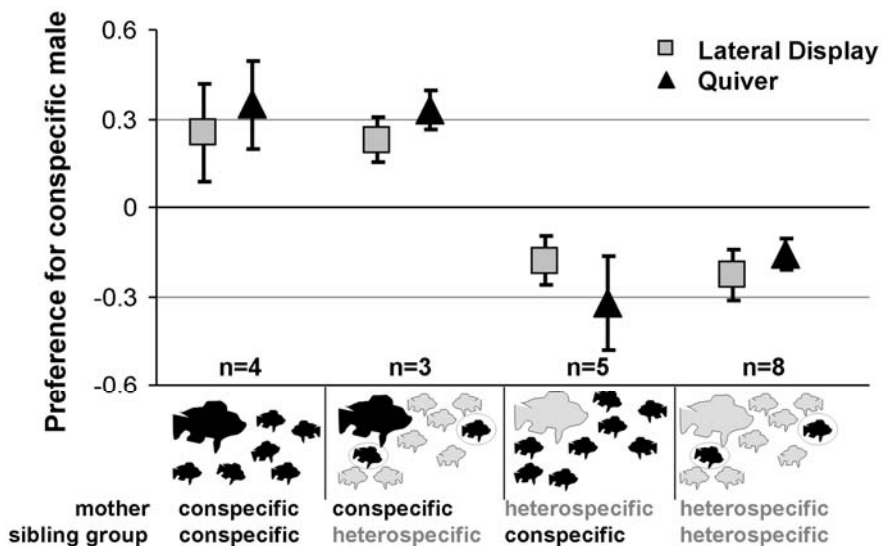 Preference for conspecific male
0.6
0.3
0
-0.3
-0.6
Lateral Display
Quiver
n=4 n=3 n=5 n=8
mother conspecific conspecific heterospecific heterospecific
sibling group conspecific heterospecific conspecific heterospecific